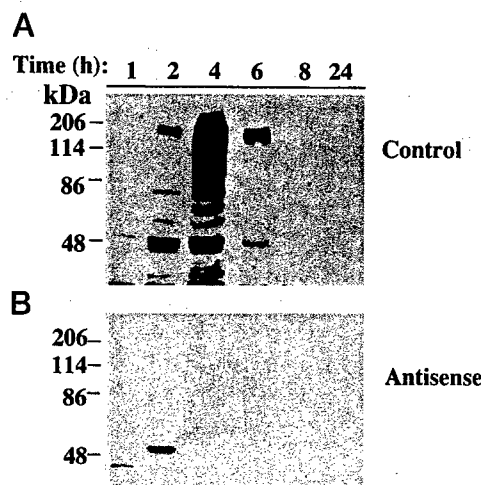 A
Time (h): 1 2 4 6 8 24
kDa
206
114
86
48
Control
B
206
114
86
48
Antisense